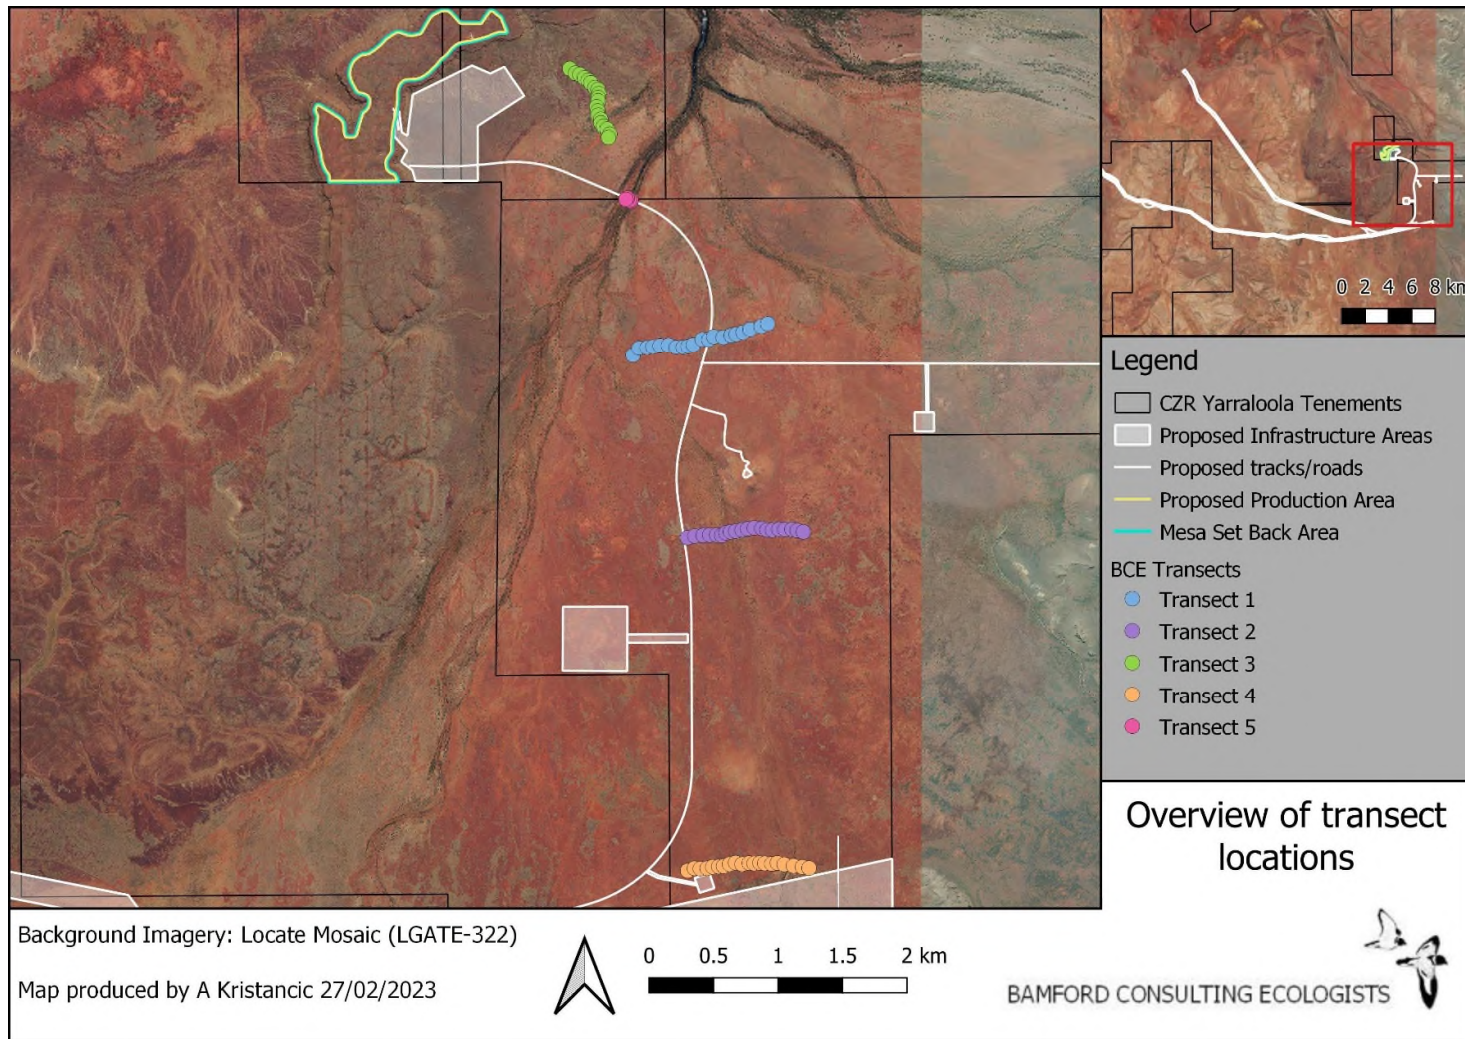 0 2 4 6 8 km
Legend
CZR Yarraloola Tenements
Proposed Infrastructure Areas
Proposed tracks/roads
Proposed Production Area
Mesa Set Back Area
BCE Transects
Transect 1
Transect 2
Transect 3
Transect 4
Transect 5
Overview of transect
locations
Background Imagery: Locate Mosaic (LGATE-322)
Map produced by A Kristancic 27/02/2023
0 0.5 1 1.5 2 km
BAMFORD CONSULTING ECOLOGISTS